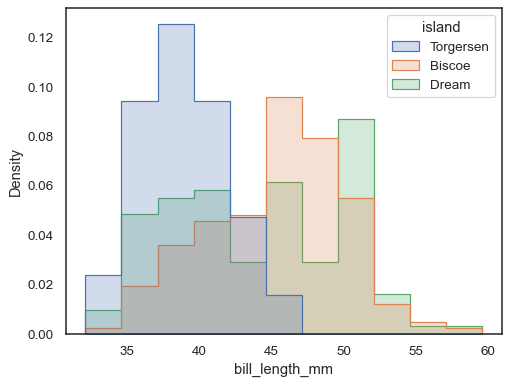 island
Torgersen
Biscoe
Dream
Density
0.12
0.10
0.08
0.06
0.04
0.02
0.00
35 40 45 50 55 60
bill_length_mm